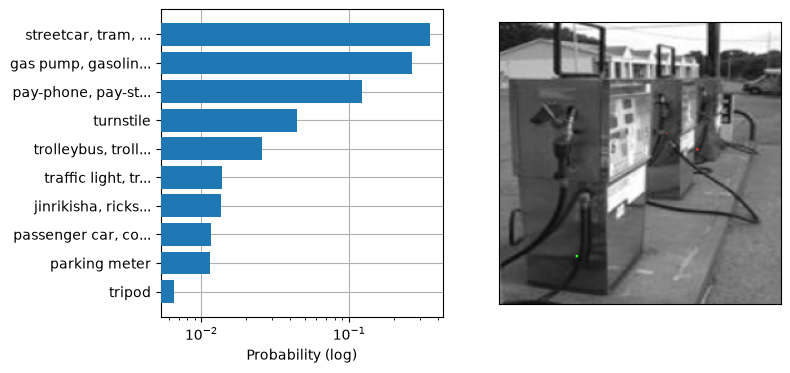 streetcar, tram, ...
gas pump, gasolin...
pay-phone, pay-st...
turnstile
trolleybus, troll...
traffic light, tr...
jinrikisha, ricks...
passenger car, co...
parking meter
tripod
10⁻² 10⁻¹
Probability (log)